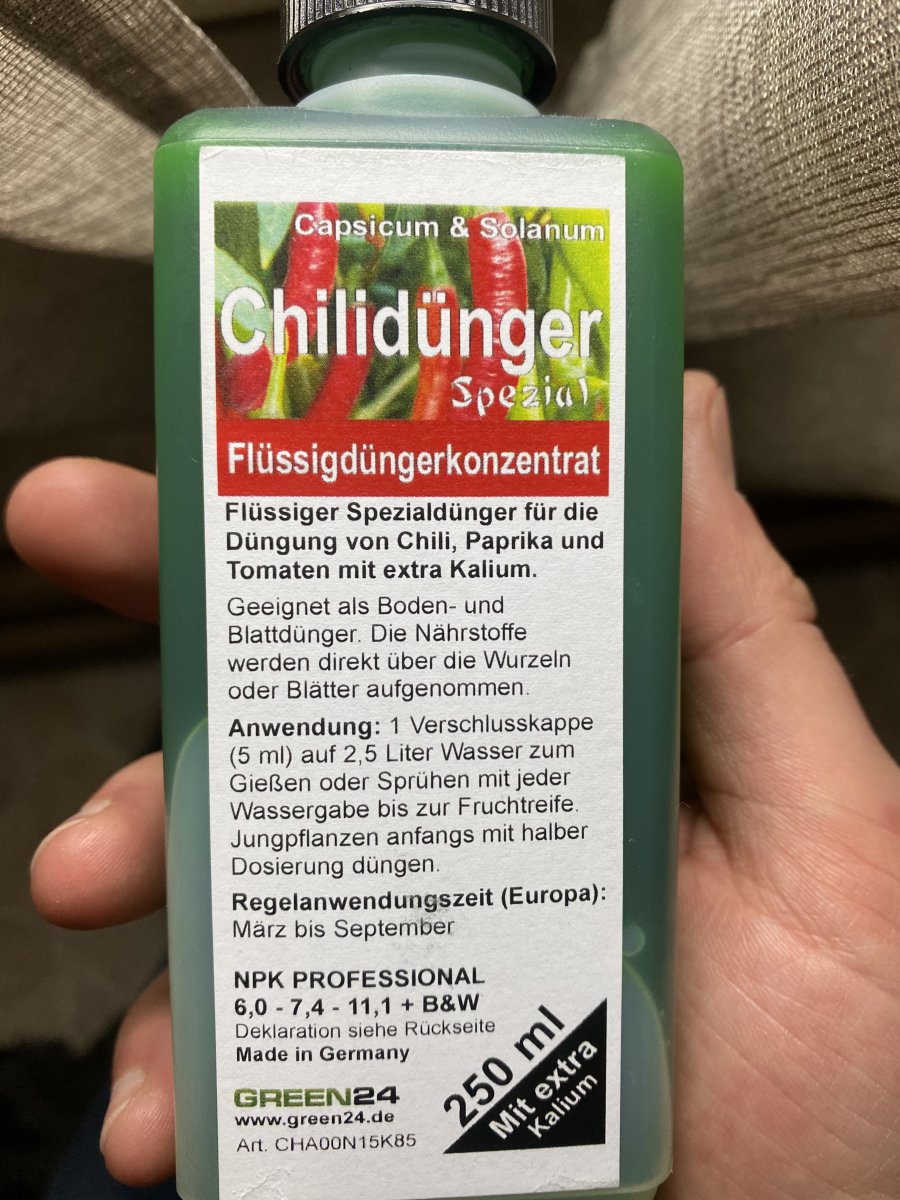 Capsicum & Solanum
Chilidünger
Spezial
Flüssigdüngerkonzentrat
Flüssiger Spezialdünger für die
Düngung von Chili, Paprika und
Tomaten mit extra Kalium.
Geeignet als Boden- und
Blattdünger. Die Nährstoffe
werden direkt über die Wurzeln
oder Blätter aufgenommen.
Anwendung: 1 Verschlusskappe
(5 ml) auf 2,5 Liter Wasser zum
Gießen oder Sprühen mit jeder
Wassergabe bis zur Fruchtreife.
Jungpflanzen anfangs mit halber
Dosierung düngen.
Regelanwendungszeit (Europa):
März bis September
NPK PROFESSIONAL
6,0 - 7,4 - 11,1 + B&W
Deklaration siehe Rückseite
Made in Germany
250 ml
Mit extra
Kalium
GREEN24
www.green24.de
Art. CHA00N15K85